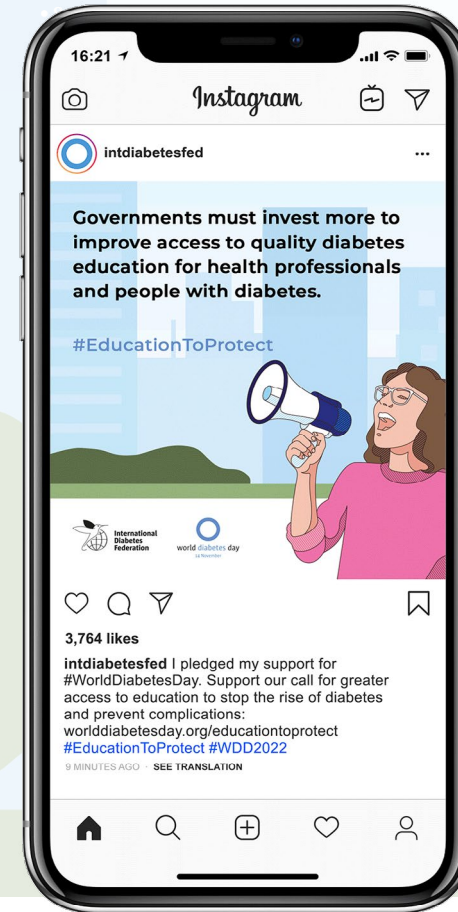 16:21
Instagram
intdiabetesfed
Governments must invest more to
improve access to quality diabetes
education for health professionals
and people with diabetes.
#EducationToProtect
International
Diabetes
Federation
world diabetes day
14 November
3,764 likes
intdiabetesfed I pledged my support for
#WorldDiabetesDay. Support our call for greater
access to education to stop the rise of diabetes
and prevent complications:
worlddiabetesday.org/educationtoprotect
#EducationToProtect #WDD2022
9 MINUTES AGO · SEE TRANSLATION